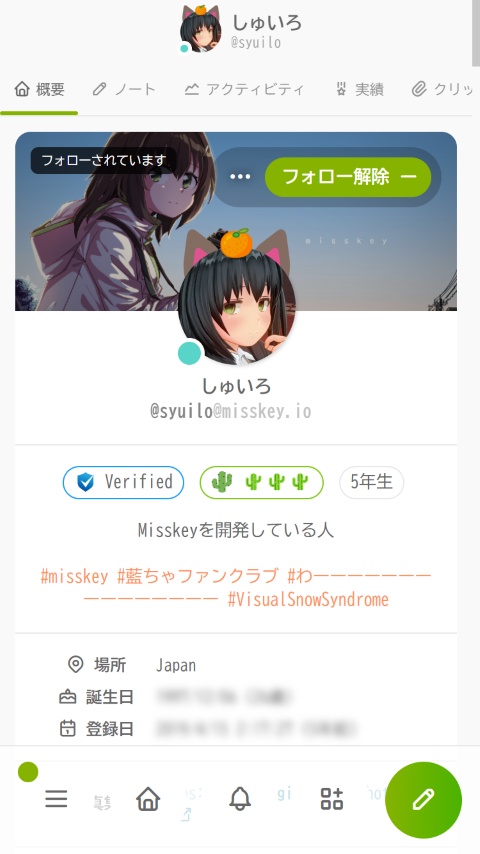 しゅいろ
@syuilo
概要 ノート アクティビティ 実績 クリッ
フォローされています
フォロー解除
misskey
しゅいろ
@syuilo@misskey.io
Verified
5年生
Misskeyを開発している人
#misskey #藍ちゃファンクラブ #わーーーーーーー
ーーーーーーーー #VisualSnowSyndrome
場所 Japan
誕生日
登録日